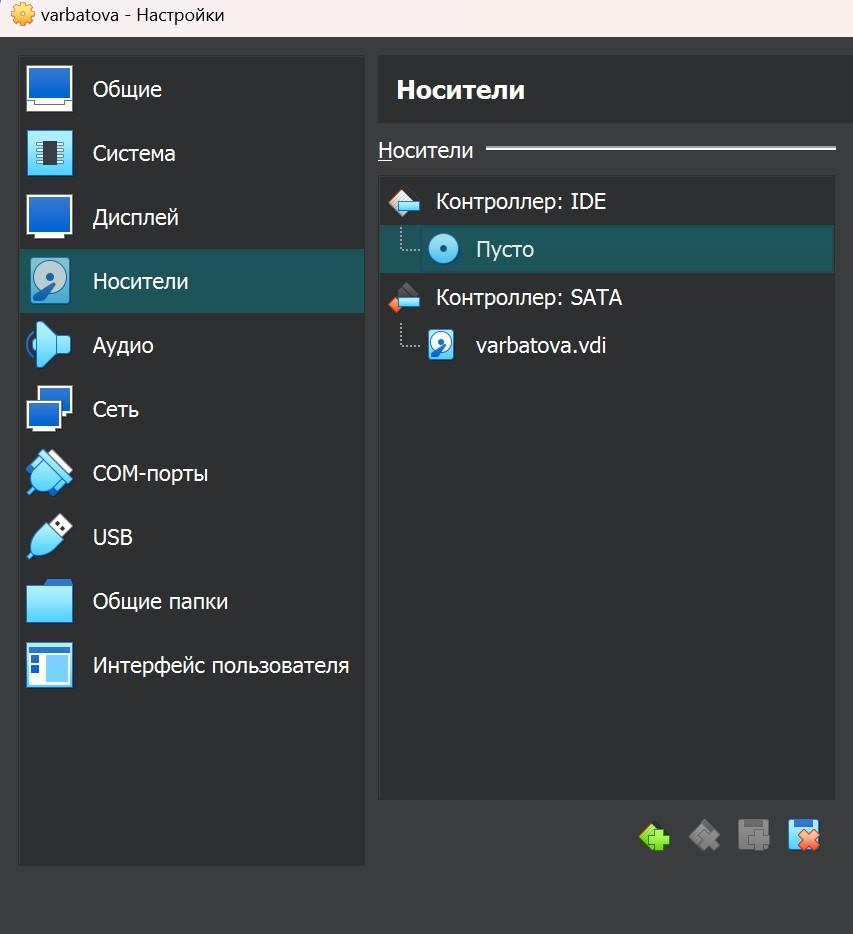 varbatova - Настройки
Общие
Система
Дисплей
Носители
Аудио
Сеть
COM-порты
USB
Общие папки
Интерфейс пользователя
Носители
Носители
Контроллер: IDE
Пусто
Контроллер: SATA
varbatova.vdi